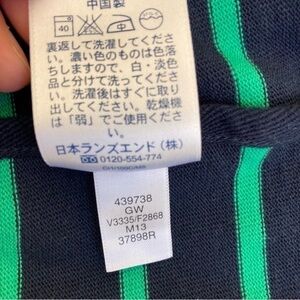 中国製
40
裏返して洗濯してくださ
い。濃い色のものは色落
ちしますので、白・淡色
品と分けて洗ってくださ
い。洗濯後はすぐに取り
出してください。乾燥機
は「弱」でご使用くださ
い。
日本ランズエンド(株)
0120-554-774
439738
GW
V3335/F2868
M13
37898R